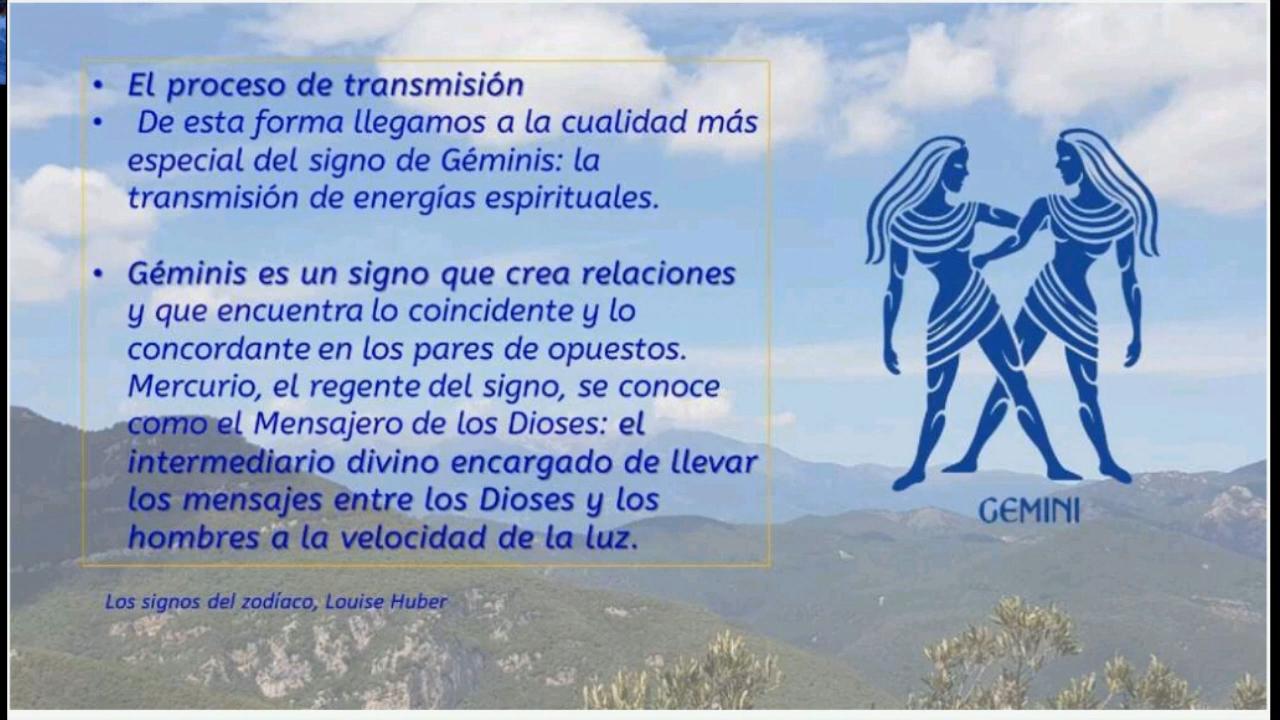 • El proceso de transmisión
• De esta forma llegamos a la cualidad más
especial del signo de Géminis: la
transmisión de energías espirituales.
• Géminis es un signo que crea relaciones
y que encuentra lo coincidente y lo
concordante en los pares de opuestos.
Mercurio, el regente del signo, se conoce
como el Mensajero de los Dioses: el
intermediario divino encargado de llevar
los mensajes entre los Dioses y los
hombres a la velocidad de la luz.
GEMINI
Los signos del zodíaco, Louise Huber